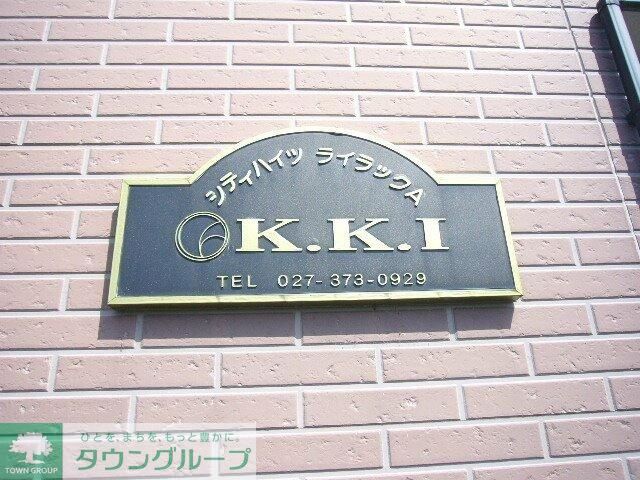 シティハイツ ライラックA
K.K.I
TEL 027-373-0929
ひとを、まちを、もっと豊かに。
タウングループ
TOWN GROUP